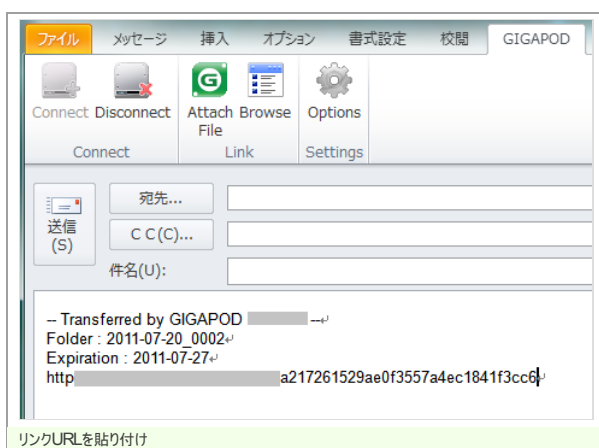 ファイル メッセージ 挿入 オプション 書式設定 校閲 GIGAPOD
Connect Disconnect Attach File Browse Options
Connect Link Settings
宛先...
送信
(S)
C C(C)...
件名(U):
-- Transferred by GIGAPOD --
Folder : 2011-07-20_0002
Expiration : 2011-07-27
http a217261529ae0f3557a4ec1841f3cc6
リンクURLを貼り付け